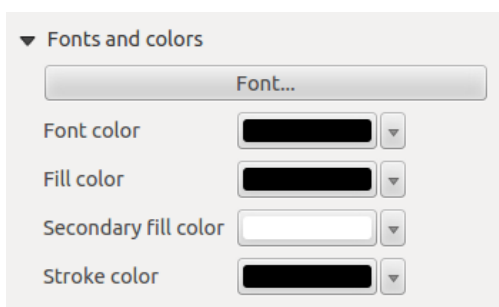 Fonts and colors
Font...
Font color
Fill color
Secondary fill color
Stroke color